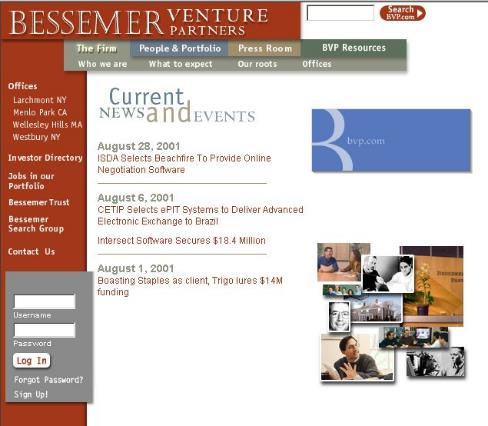 BESSEMER VENTURE PARTNERS
Search BVP.com
The Firm People & Portfolio Press Room BVP Resources
Who we are What to expect Our roots Offices
Offices
Larchmont NY
Menlo Park CA
Wellesley Hills MA
Westbury NY
Investor Directory
Jobs in our
Portfolio
Bessemer Trust
Bessemer
Search Group
Contact Us
Username
Password
Log In
Forgot Password?
Sign Up!
Current
NEWS and EVENTS
August 28, 2001
ISDA Selects Beachfire To Provide Online
Negotiation Software
August 6, 2001
CETIP Selects ePIT Systems to Deliver Advanced
Electronic Exchange to Brazil
Intersect Software Secures $18.4 Million
August 1, 2001
Boasting Staples as client, Trigo lures $14M
funding
B bvp.com